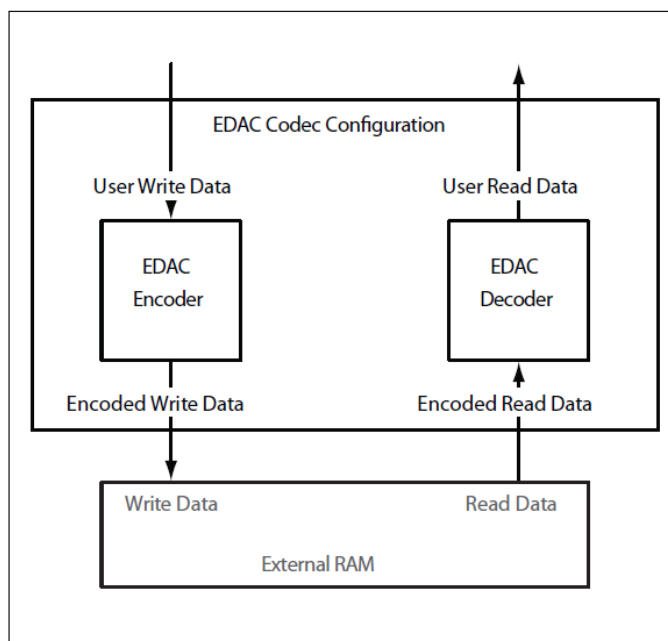 EDAC Codec Configuration
User Write Data
User Read Data
EDAC
Encoder
EDAC
Decoder
Encoded Write Data
Encoded Read Data
Write Data
Read Data
External RAM